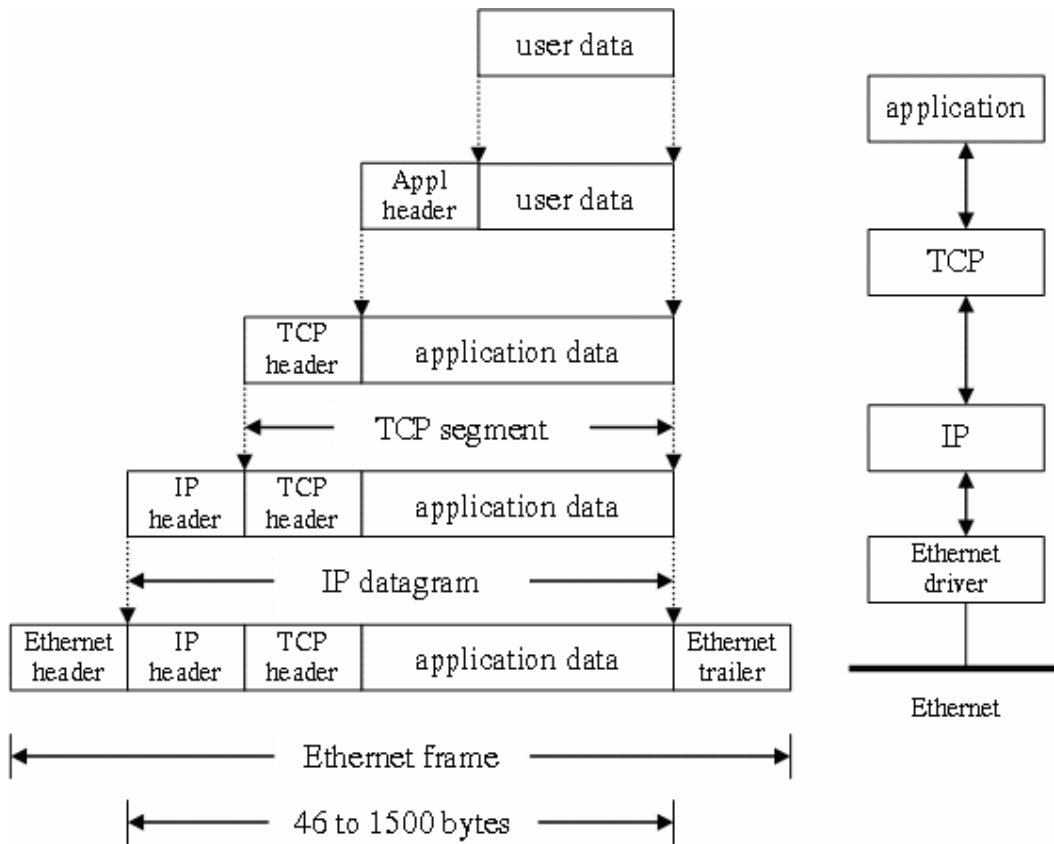 user data
Appl
header
user data
TCP
header
application data
TCP segment
IP
header
TCP
header
application data
IP datagram
Ethernet
header
IP
header
TCP
header
application data
Ethernet
trailer
Ethernet frame
46 to 1500 bytes
application
TCP
IP
Ethernet
driver
Ethernet